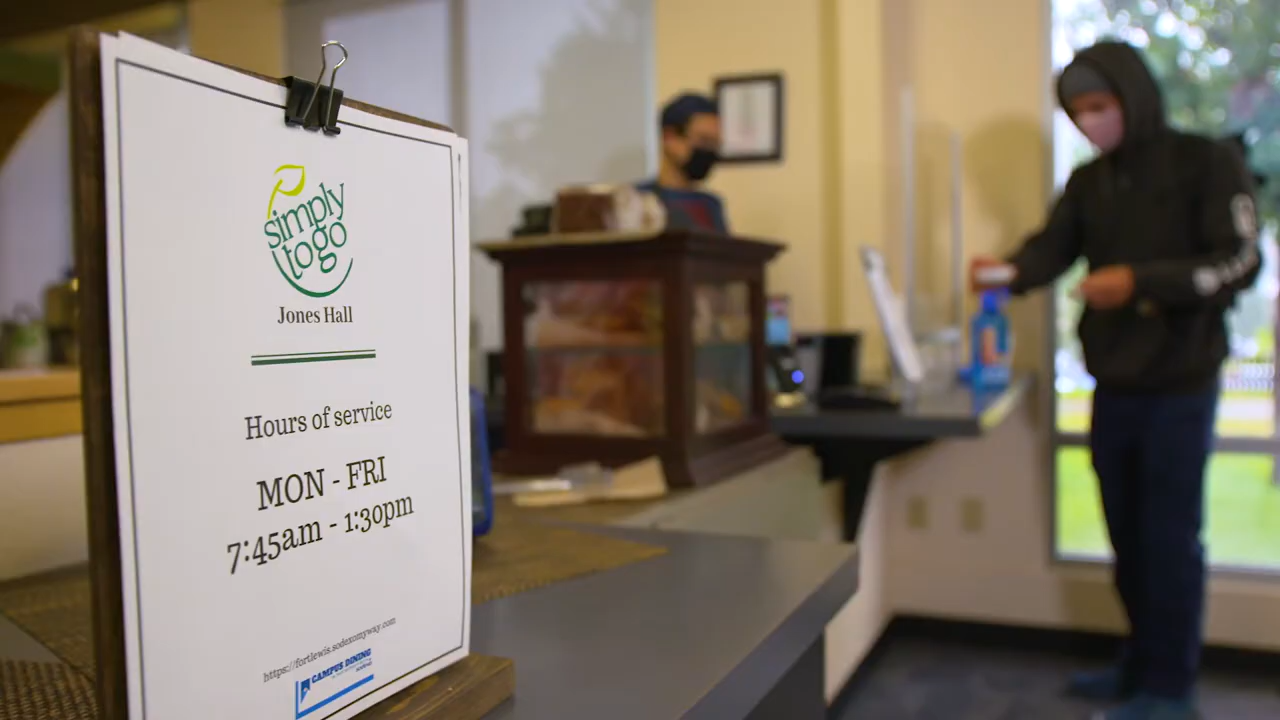 simply
to go
Jones Hall
Hours of service
MON - FRI
7:45am - 1:30pm
https://fortlewis.sodexomyway.com
CAMPUS DINING